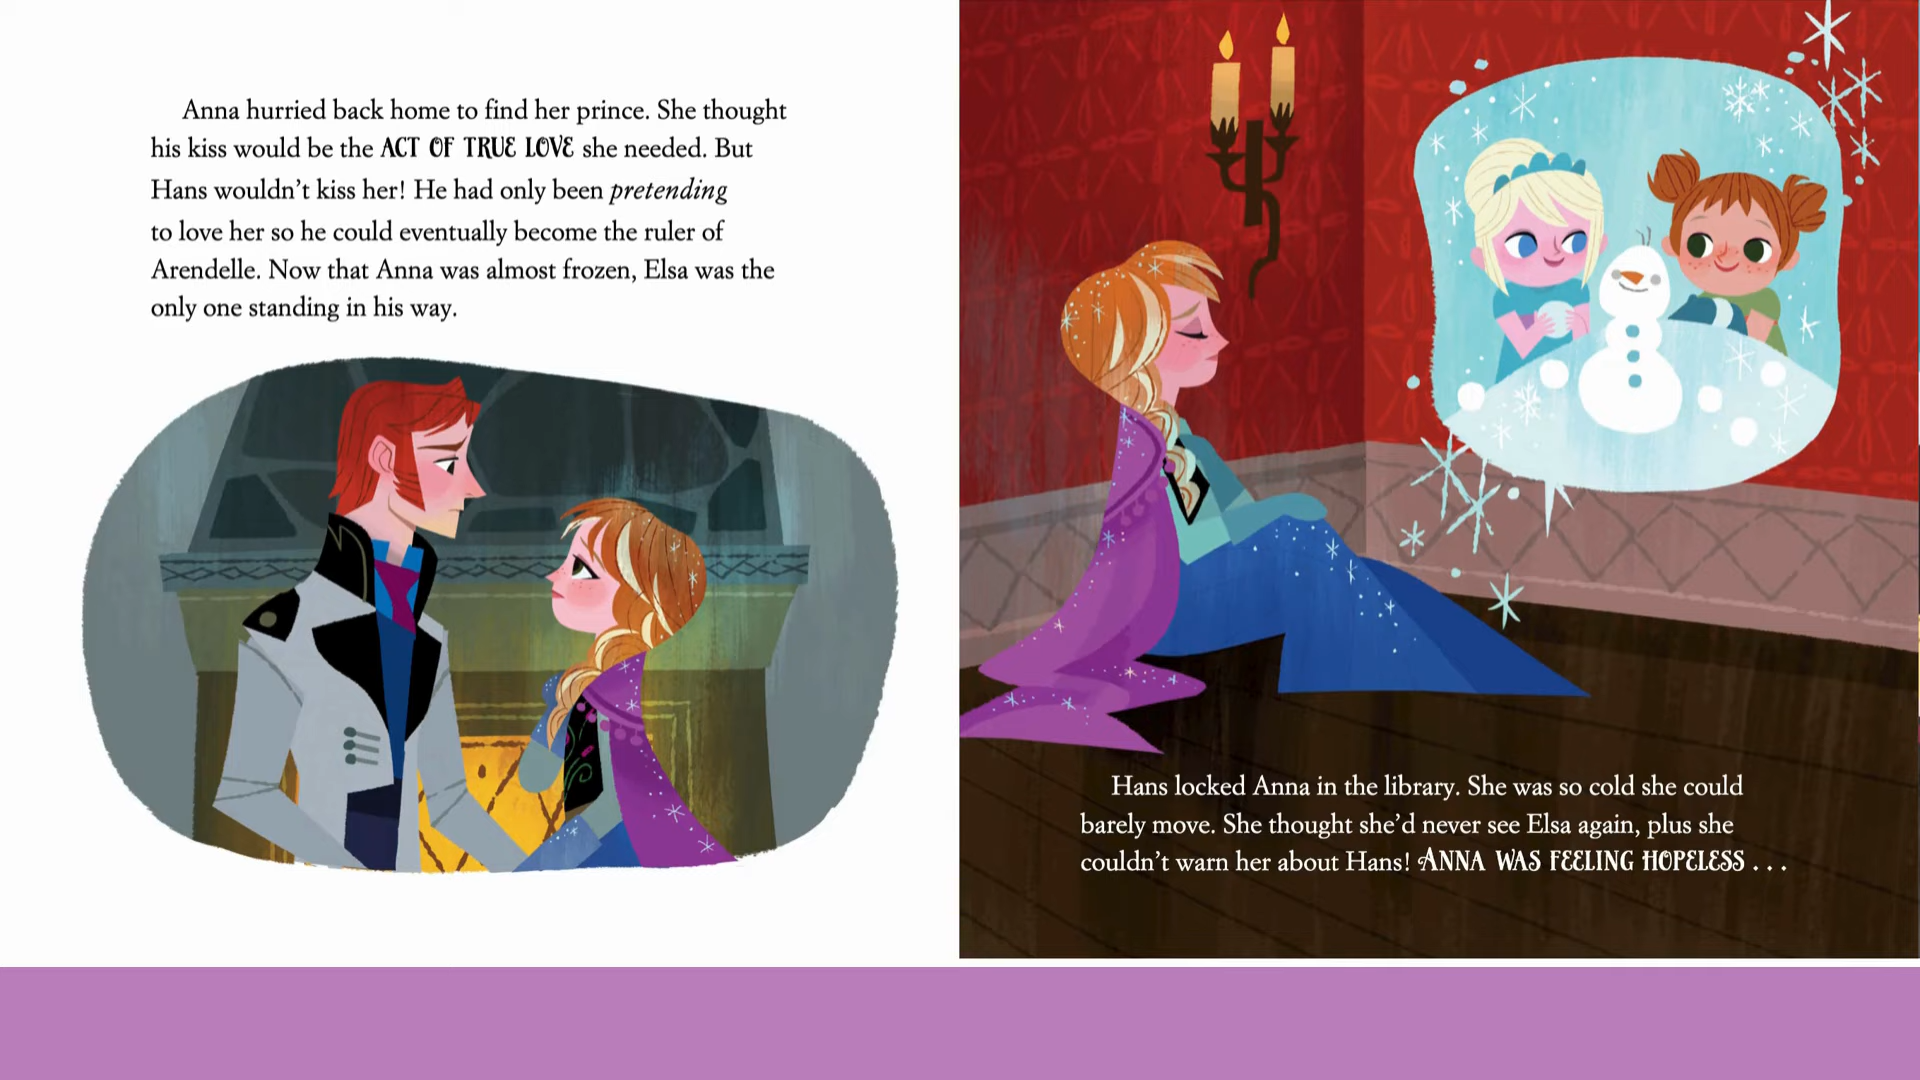 Anna hurried back home to find her prince. She thought
his kiss would be the ACT OF TRUE LOVE she needed. But
Hans wouldn’t kiss her! He had only been pretending
to love her so he could eventually become the ruler of
Arendelle. Now that Anna was almost frozen, Elsa was the
only one standing in his way.
Hans locked Anna in the library. She was so cold she could
barely move. She thought she’d never see Elsa again, plus she
couldn’t warn her about Hans! ANNA WAS FEELING HOPELESS . . .